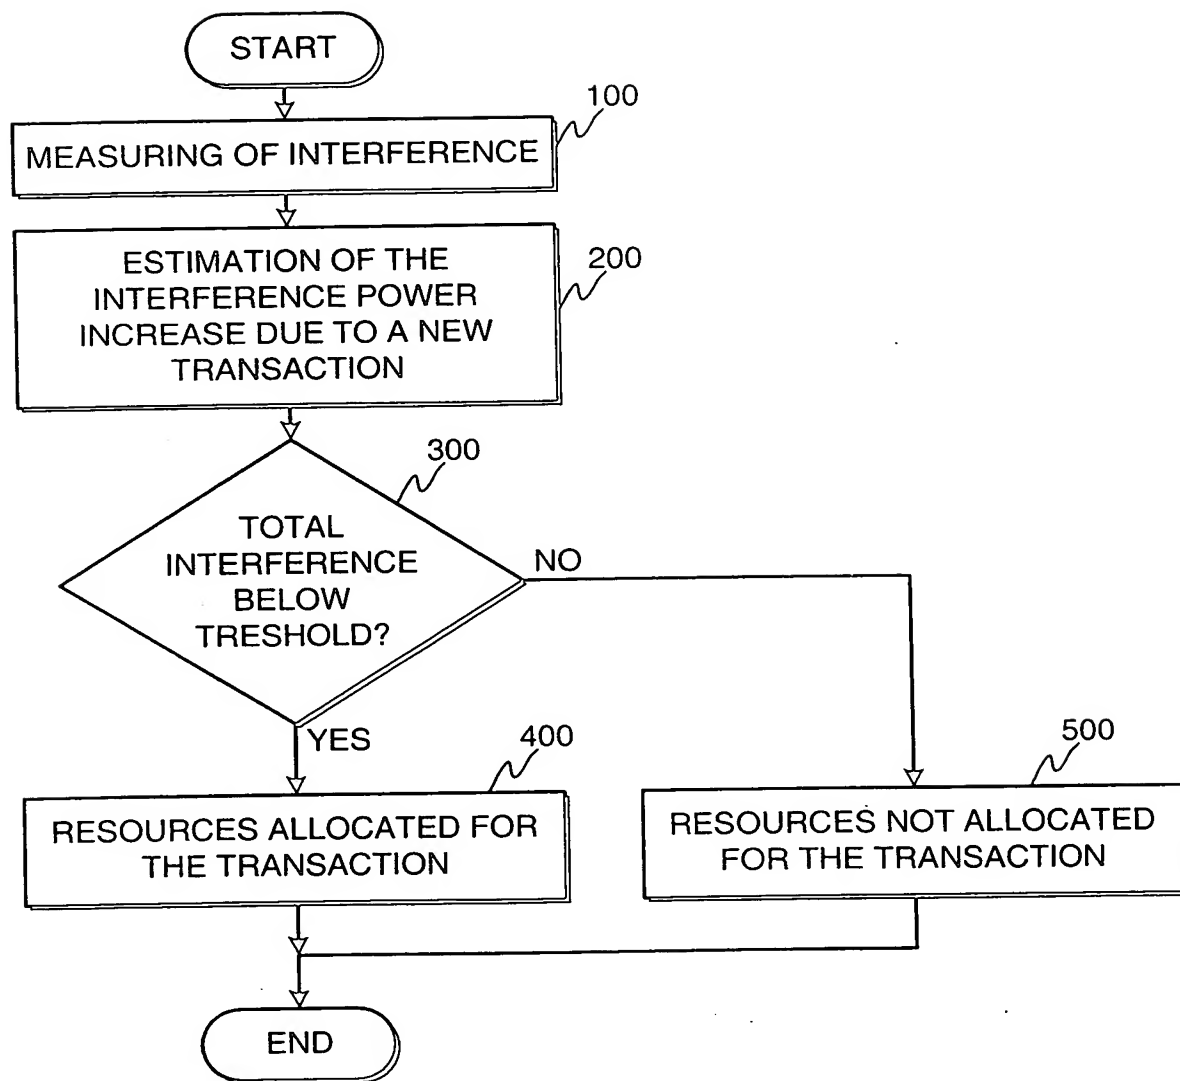 START
100
MEASURING OF INTERFERENCE
200
ESTIMATION OF THE
INTERFERENCE POWER
INCREASE DUE TO A NEW
TRANSACTION
300
TOTAL
INTERFERENCE
BELOW
TRESHOLD?
NO
YES
400
RESOURCES ALLOCATED FOR
THE TRANSACTION
500
RESOURCES NOT ALLOCATED
FOR THE TRANSACTION
END